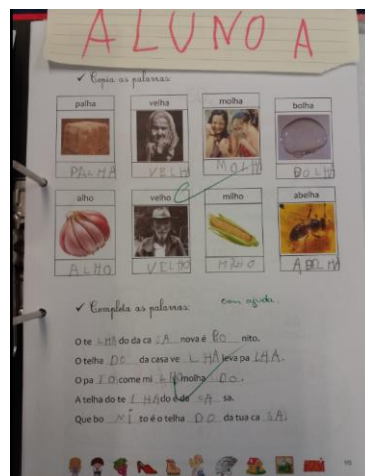 ALUNO A
✓ Copia as palavras:
palha velha molha bolha
PALHA VELHA MOLHA BOLHA
alho velho milho abelha
ALHO VELHO MILHO ABELHA
com ajuda.
✓ Completa as palavras:
O te LHA do da ca SA nova é BO nito.
O telha DO da casa ve LHA leva pa LHA.
O pa TO come mi LHO molha DO.
A telha do te LHA do é da SA sa.
Que bo NI to é o telha DO da tua ca SA!
95